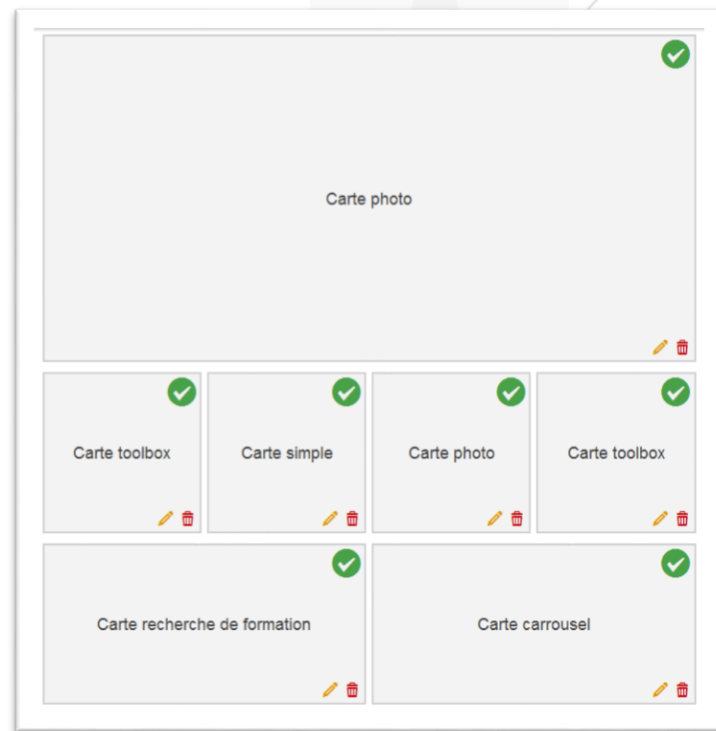 Carte photo
Carte toolbox
Carte simple
Carte photo
Carte toolbox
Carte recherche de formation
Carte carrousel